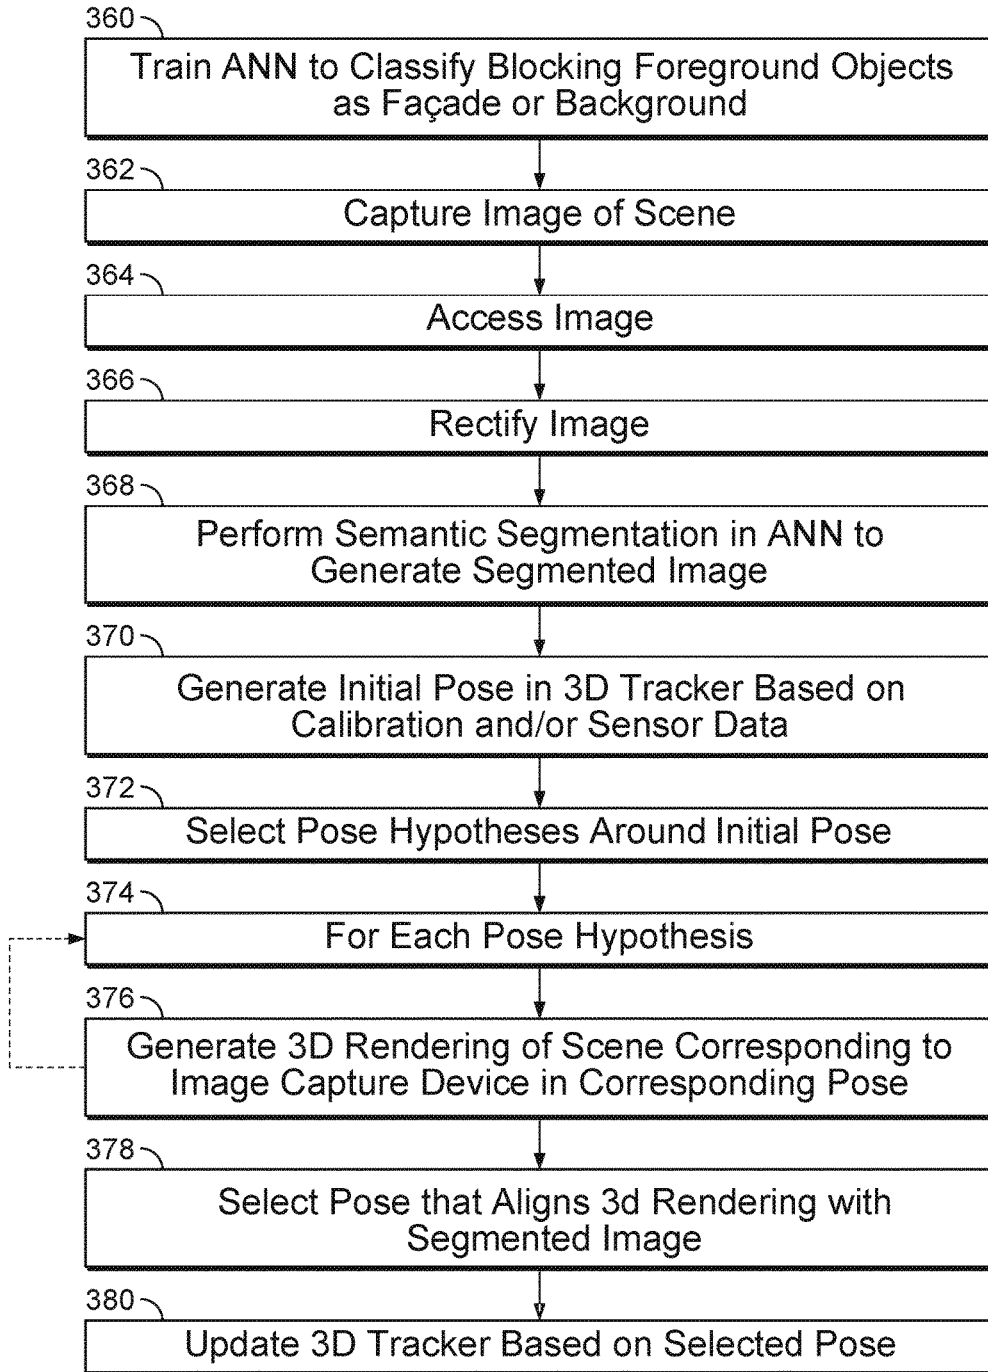 360
Train ANN to Classify Blocking Foreground Objects
as Façade or Background
362
Capture Image of Scene
364
Access Image
366
Rectify Image
368
Perform Semantic Segmentation in ANN to
Generate Segmented Image
370
Generate Initial Pose in 3D Tracker Based on
Calibration and/or Sensor Data
372
Select Pose Hypotheses Around Initial Pose
374
For Each Pose Hypothesis
376
Generate 3D Rendering of Scene Corresponding to
Image Capture Device in Corresponding Pose
378
Select Pose that Aligns 3d Rendering with
Segmented Image
380
Update 3D Tracker Based on Selected Pose